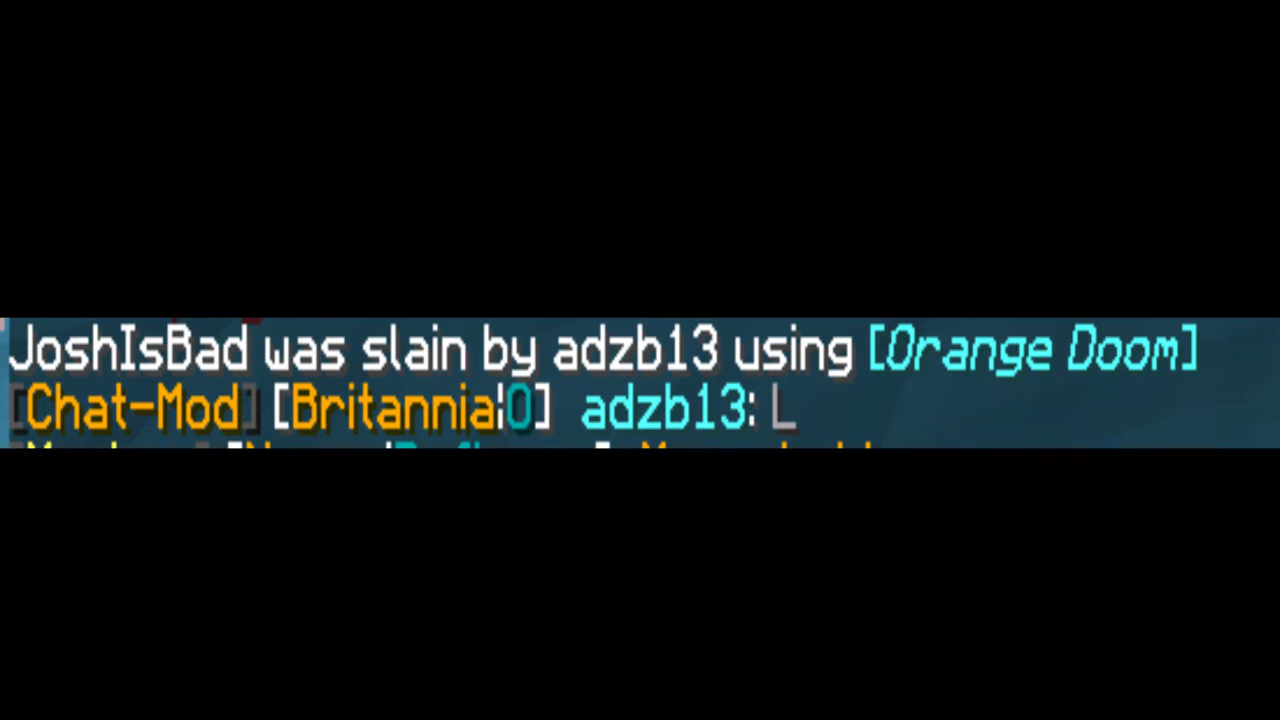 JoshIsBad was slain by adzb13 using [Orange Doom]
[Chat-Mod] [Britannia|O] adzb13: L